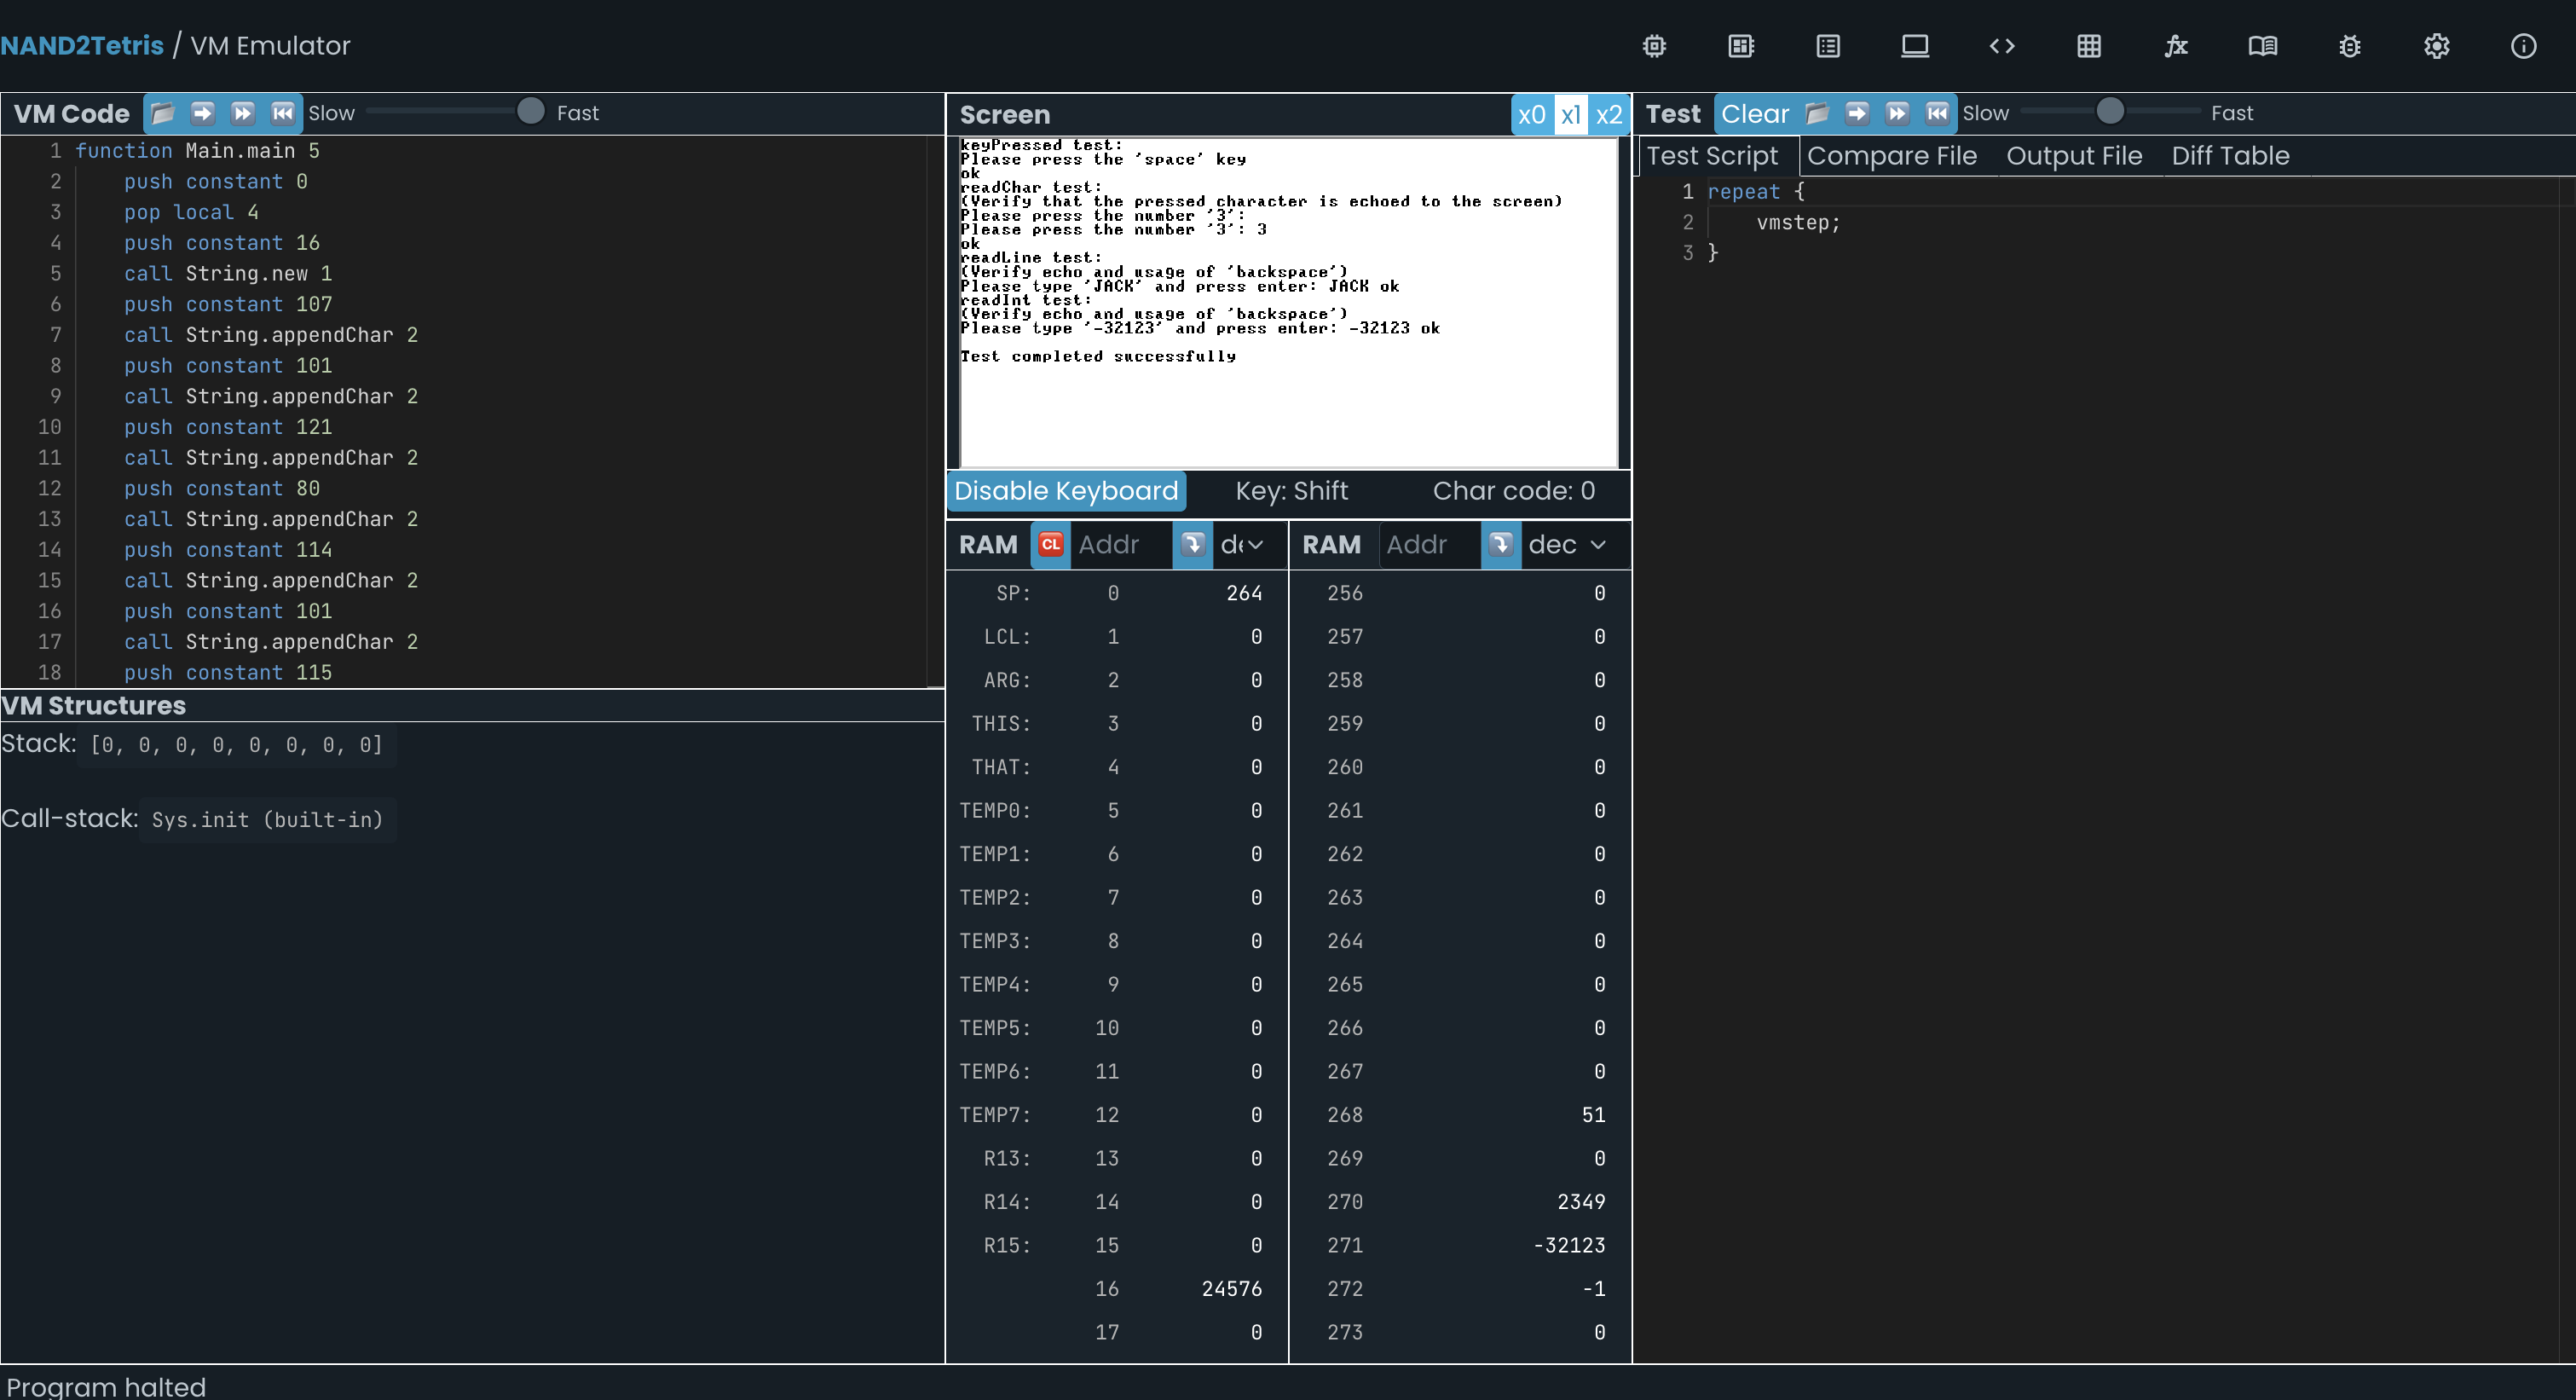 NAND2Tetris / VM Emulator
VM Code Slow Fast
1 function Main.main 5
2 push constant 0
3 pop local 4
4 push constant 16
5 call String.new 1
6 push constant 107
7 call String.appendChar 2
8 push constant 101
9 call String.appendChar 2
10 push constant 121
11 call String.appendChar 2
12 push constant 80
13 call String.appendChar 2
14 push constant 114
15 call String.appendChar 2
16 push constant 101
17 call String.appendChar 2
18 push constant 115
VM Structures
Stack: [0, 0, 0, 0, 0, 0, 0, 0]
Call-stack: Sys.init (built-in)
Screen x0 x1 x2
keyPressed test:
Please press the 'space' key
ok
readChar test:
(Verify that the pressed character is echoed to the screen)
Please press the number '3':
Please press the number '3': 3
ok
readLine test:
(Verify echo and usage of 'backspace')
Please type 'JACK' and press enter: JACK ok
readInt test:
(Verify echo and usage of 'backspace')
Please type '-32123' and press enter: -32123 ok
Test completed successfully
Disable Keyboard Key: Shift Char code: 0
RAM CL Addr de
SP: 0 264
LCL: 1 0
ARG: 2 0
THIS: 3 0
THAT: 4 0
TEMP0: 5 0
TEMP1: 6 0
TEMP2: 7 0
TEMP3: 8 0
TEMP4: 9 0
TEMP5: 10 0
TEMP6: 11 0
TEMP7: 12 0
R13: 13 0
R14: 14 0
R15: 15 0
16 24576
17 0
RAM Addr dec
256 0
257 0
258 0
259 0
260 0
261 0
262 0
263 0
264 0
265 0
266 0
267 0
268 51
269 0
270 2349
271 -32123
272 -1
273 0
Test Clear Slow Fast
Test Script Compare File Output File Diff Table
1 repeat {
2 vmstep;
3 }
Program halted